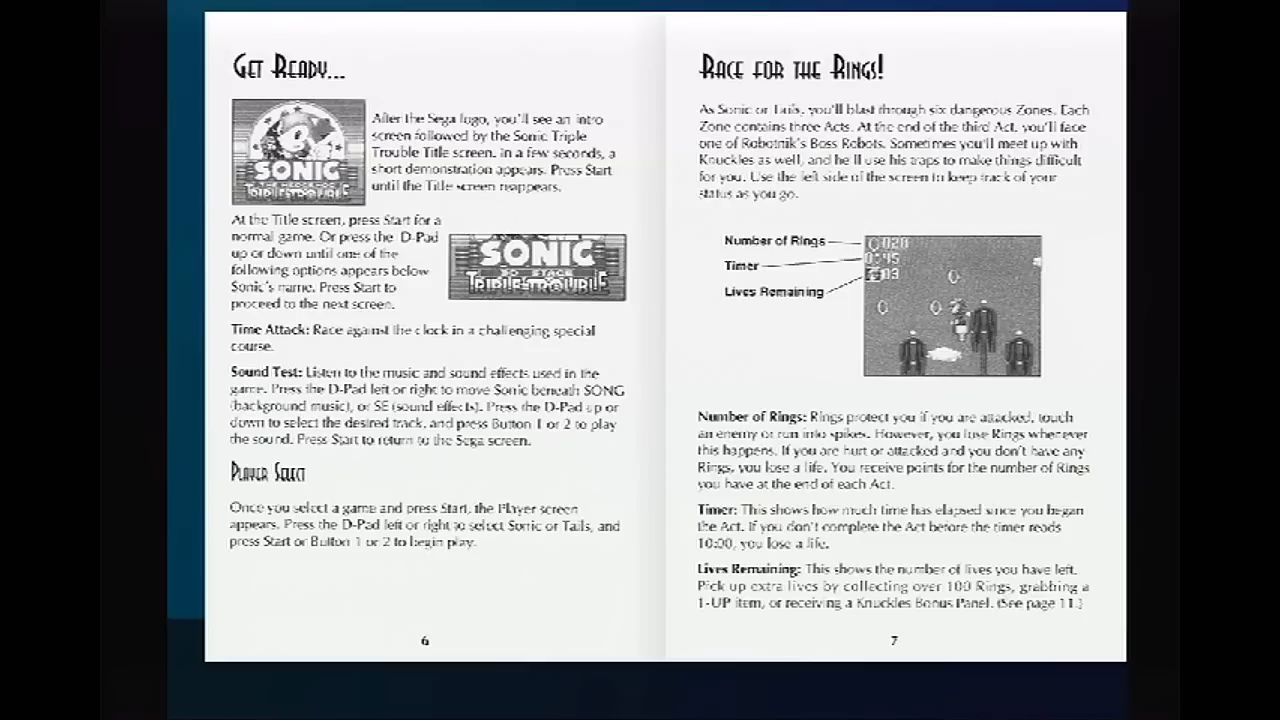 GET READY...
After the Sega logo, you'll see an intro
screen followed by the Sonic Triple
Trouble Title screen. In a few seconds, a
short demonstration appears. Press Start
until the Title screen reappears.
SONIC
THE HEDGEHOG
TRIPLE TROUBLE
At the Title screen, press Start for a
normal game. Or press the D-Pad
up or down until one of the
following options appears below
Sonic's name. Press Start to
proceed to the next screen.
SONIC
TRIPLE TROUBLE
Time Attack: Race against the clock in a challenging special
course.
Sound Test: Listen to the music and sound effects used in the
game. Press the D-Pad left or right to move Sonic beneath SONG
(background music), or SE (sound effects). Press the D-Pad up or
down to select the desired track, and press Button 1 or 2 to play
the sound. Press Start to return to the Sega screen.
PLAYER SELECT
Once you select a game and press Start, the Player screen
appears. Press the D-Pad left or right to select Sonic or Tails, and
press Start or Button 1 or 2 to begin play.
6
RACE FOR THE RINGS!
As Sonic or Tails, you'll blast through six dangerous Zones. Each
Zone contains three Acts. At the end of the third Act, you'll face
one of Robotnik's Boss Robots. Sometimes you'll meet up with
Knuckles as well, and he'll use his traps to make things difficult
for you. Use the left side of the screen to keep track of your
status as you go.
Number of Rings
020
Timer
0:45
Lives Remaining
03
Number of Rings: Rings protect you if you are attacked, touch
an enemy or run into spikes. However, you lose Rings whenever
this happens. If you are hurt or attacked and you don't have any
Rings, you lose a life. You receive points for the number of Rings
you have at the end of each Act.
Timer: This shows how much time has elapsed since you began
the Act. If you don't complete the Act before the timer reads
10:00, you lose a life.
Lives Remaining: This shows the number of lives you have left.
Pick up extra lives by collecting over 100 Rings, grabbing a
1-UP item, or receiving a Knuckles Bonus Panel. (See page 11.)
7